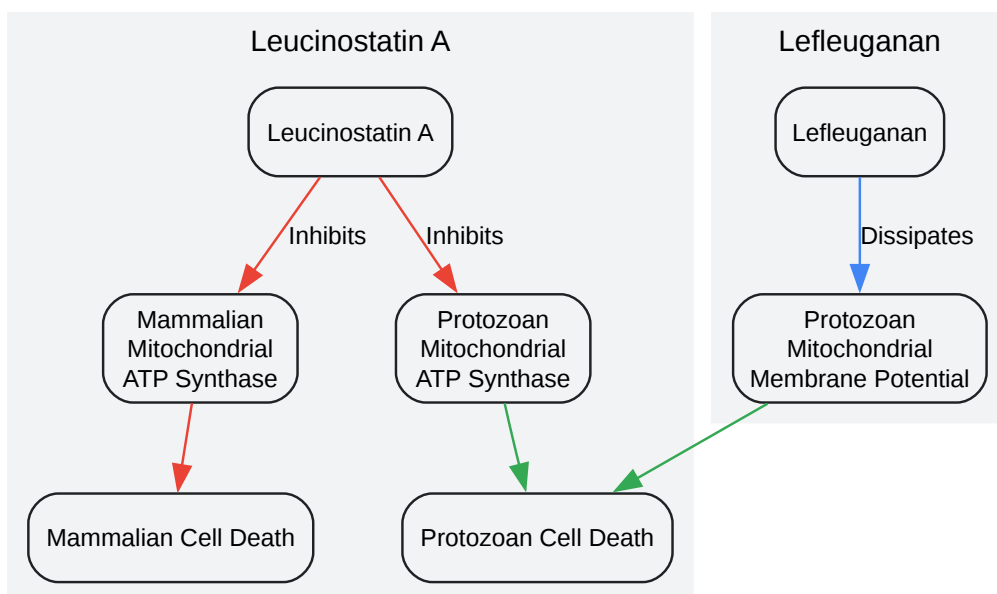 Leucinostatin A
Lefleuganan
Leucinostatin A
Lefleuganan
Inhibits
Inhibits
Dissipates
Mammalian
Mitochondrial
ATP Synthase
Protozoan
Mitochondrial
ATP Synthase
Protozoan
Mitochondrial
Membrane Potential
Mammalian Cell Death
Protozoan Cell Death